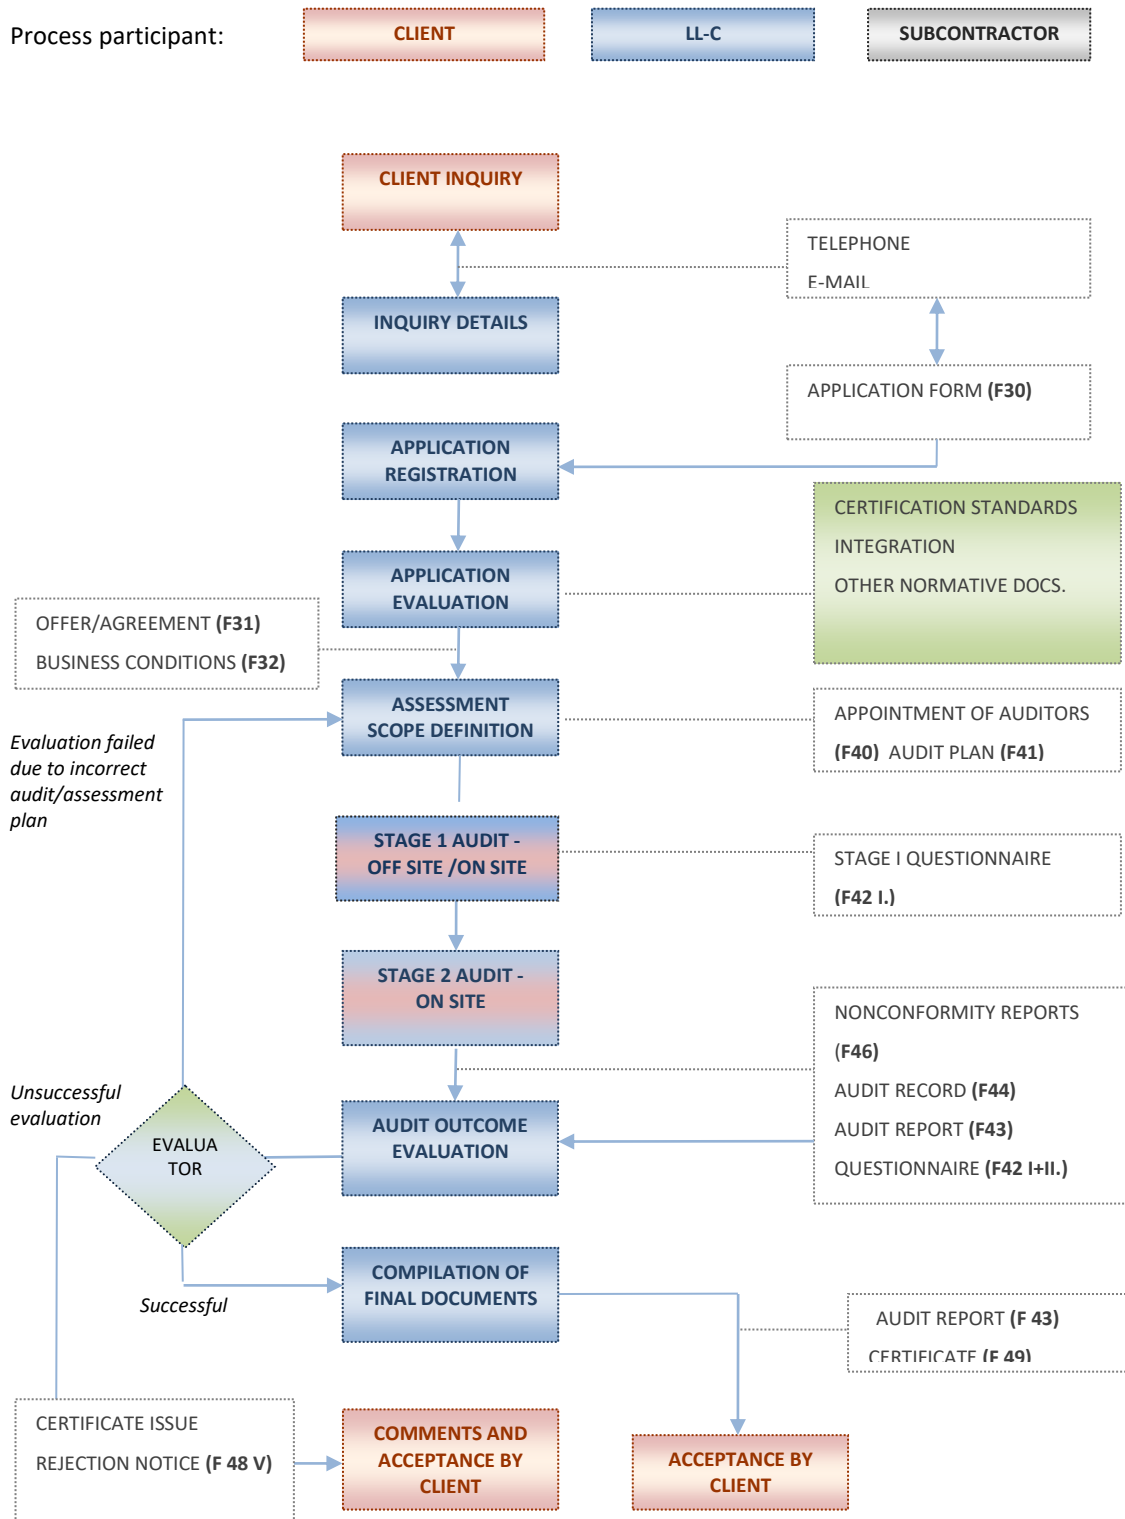 Process participant:
CLIENT
LL-C
SUBCONTRACTOR
CLIENT INQUIRY
TELEPHONE
E-MAIL
INQUIRY DETAILS
APPLICATION FORM (F30)
APPLICATION
REGISTRATION
CERTIFICATION STANDARDS
INTEGRATION
OTHER NORMATIVE DOCS.
APPLICATION
EVALUATION
OFFER/AGREEMENT (F31)
BUSINESS CONDITIONS (F32)
ASSESSMENT
SCOPE DEFINITION
APPOINTMENT OF AUDITORS
(F40) AUDIT PLAN (F41)
Evaluation failed
due to incorrect
audit/assessment
plan
STAGE 1 AUDIT -
OFF SITE /ON SITE
STAGE I QUESTIONNAIRE
(F42 I.)
STAGE 2 AUDIT -
ON SITE
NONCONFORMITY REPORTS
(F46)
AUDIT RECORD (F44)
AUDIT REPORT (F43)
QUESTIONNAIRE (F42 I+II.)
Unsuccessful
evaluation
EVALUA
TOR
AUDIT OUTCOME
EVALUATION
COMPILATION OF
FINAL DOCUMENTS
Successful
AUDIT REPORT (F 43)
CERTIFICATE (F 49)
CERTIFICATE ISSUE
REJECTION NOTICE (F 48 V)
COMMENTS AND
ACCEPTANCE BY
CLIENT
ACCEPTANCE BY
CLIENT